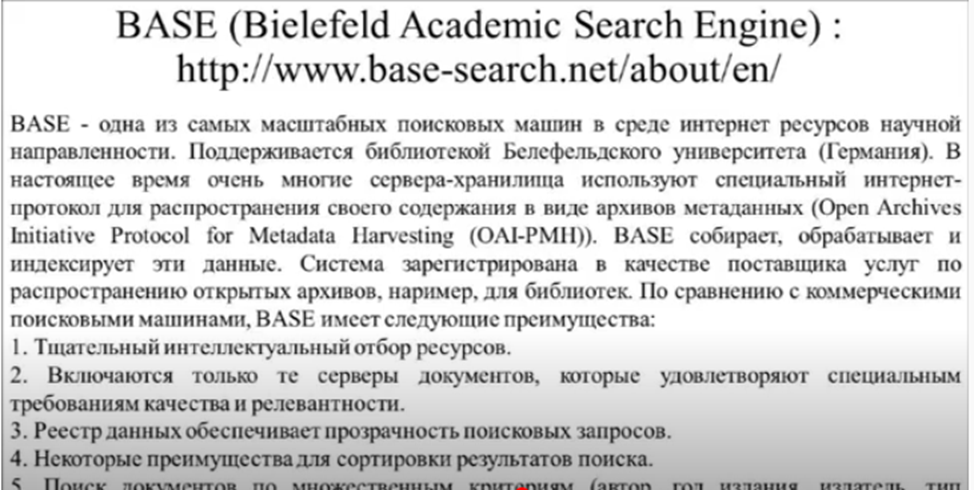 BASE (Bielefeld Academic Search Engine) :
http://www.base-search.net/about/en/
BASE - одна из самых масштабных поисковых машин в среде интернет ресурсов научной
направленности. Поддерживается библиотекой Белефельдского университета (Германия). В
настоящее время очень многие сервера-хранилища используют специальный интернет-
протокол для распространения своего содержания в виде архивов метаданных (Open Archives
Initiative Protocol for Metadata Harvesting (OAI-PMH)). BASE собирает, обрабатывает и
индексирует эти данные. Система зарегистрирована в качестве поставщика услуг по
распространению открытых архивов, наример, для библиотек. По сравнению с коммерческими
поисковыми машинами, BASE имеет следующие преимущества:
1. Тщательный интеллектуальный отбор ресурсов.
2. Включаются только те серверы документов, которые удовлетворяют специальным
требованиям качества и релевантности.
3. Реестр данных обеспечивает прозрачность поисковых запросов.
4. Некоторые преимущества для сортировки результатов поиска.
5. Поиск документов по множественным критериям (автор, год издания, издатель, тип